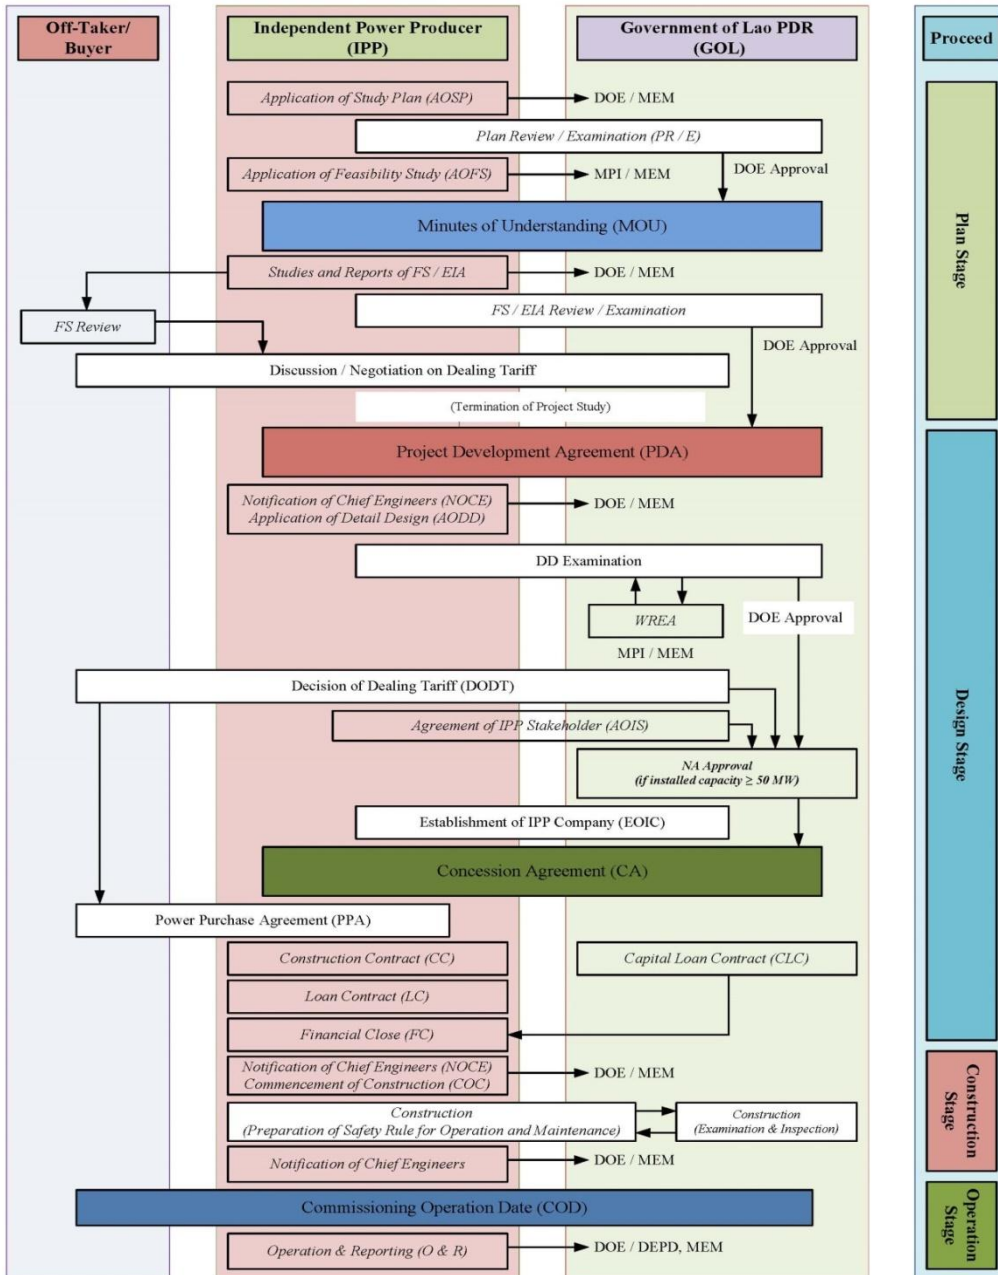 Off-Taker/
Buyer
Independent Power Producer
(IPP)
Government of Lao PDR
(GOL)
Proceed
Application of Study Plan (AOSP)
DOE / MEM
Plan Review / Examination (PR / E)
DOE Approval
Application of Feasibility Study (AOFS)
MPI / MEM
Minutes of Understanding (MOU)
Studies and Reports of FS / EIA
DOE / MEM
FS / EIA Review / Examination
FS Review
DOE Approval
Discussion / Negotiation on Dealing Tariff
(Termination of Project Study)
Plan Stage
Project Development Agreement (PDA)
Notification of Chief Engineers (NOCE)
Application of Detail Design (AODD)
DOE / MEM
DD Examination
WREA
DOE Approval
MPI / MEM
Decision of Dealing Tariff (DODT)
Agreement of IPP Stakeholder (AOIS)
NA Approval
(if installed capacity ≥ 50 MW)
Establishment of IPP Company (EOIC)
Concession Agreement (CA)
Power Purchase Agreement (PPA)
Construction Contract (CC)
Capital Loan Contract (CLC)
Loan Contract (LC)
Financial Close (FC)
Design Stage
Notification of Chief Engineers (NOCE)
Commencement of Construction (COC)
DOE / MEM
Construction
(Preparation of Safety Rule for Operation and Maintenance)
Construction
(Examination & Inspection)
Notification of Chief Engineers
DOE / MEM
Construction
Stage
Commissioning Operation Date (COD)
Operation & Reporting (O & R)
DOE / DEPD, MEM
Operation
Stage